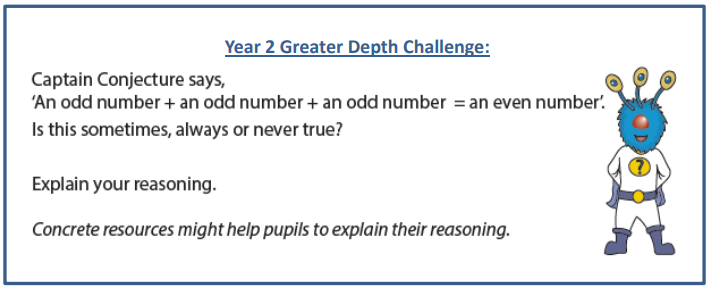 Year 2 Greater Depth Challenge:
Captain Conjecture says,
‘An odd number + an odd number + an odd number = an even number’.
Is this sometimes, always or never true?
Explain your reasoning.
Concrete resources might help pupils to explain their reasoning.
?